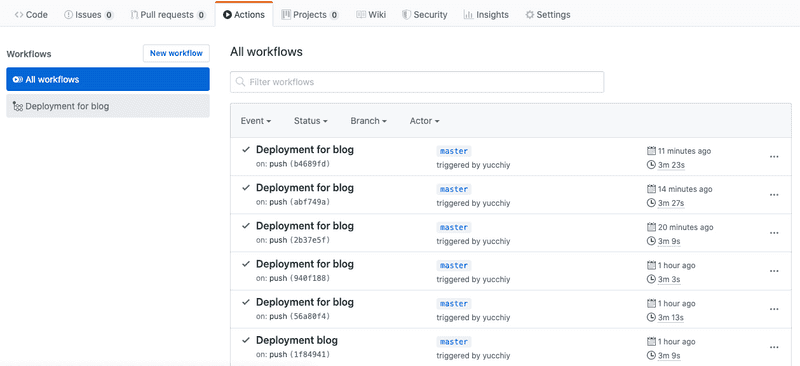 Code Issues 0 Pull requests 0 Actions Projects 0 Wiki Security Insights Settings
Workflows New workflow
All workflows
Deployment for blog
All workflows
Filter workflows
Event Status Branch Actor
Deployment for blog master 11 minutes ago
on: push (b4689fd) triggered by yucchiy 3m 23s
Deployment for blog master 14 minutes ago
on: push (abf749a) triggered by yucchiy 3m 27s
Deployment for blog master 20 minutes ago
on: push (2b37e5f) triggered by yucchiy 3m 9s
Deployment for blog master 1 hour ago
on: push (940f188) triggered by yucchiy 3m 3s
Deployment for blog master 1 hour ago
on: push (56a80f4) triggered by yucchiy 3m 13s
Deployment blog master 1 hour ago
on: push (1f84941) triggered by yucchiy 3m 9s